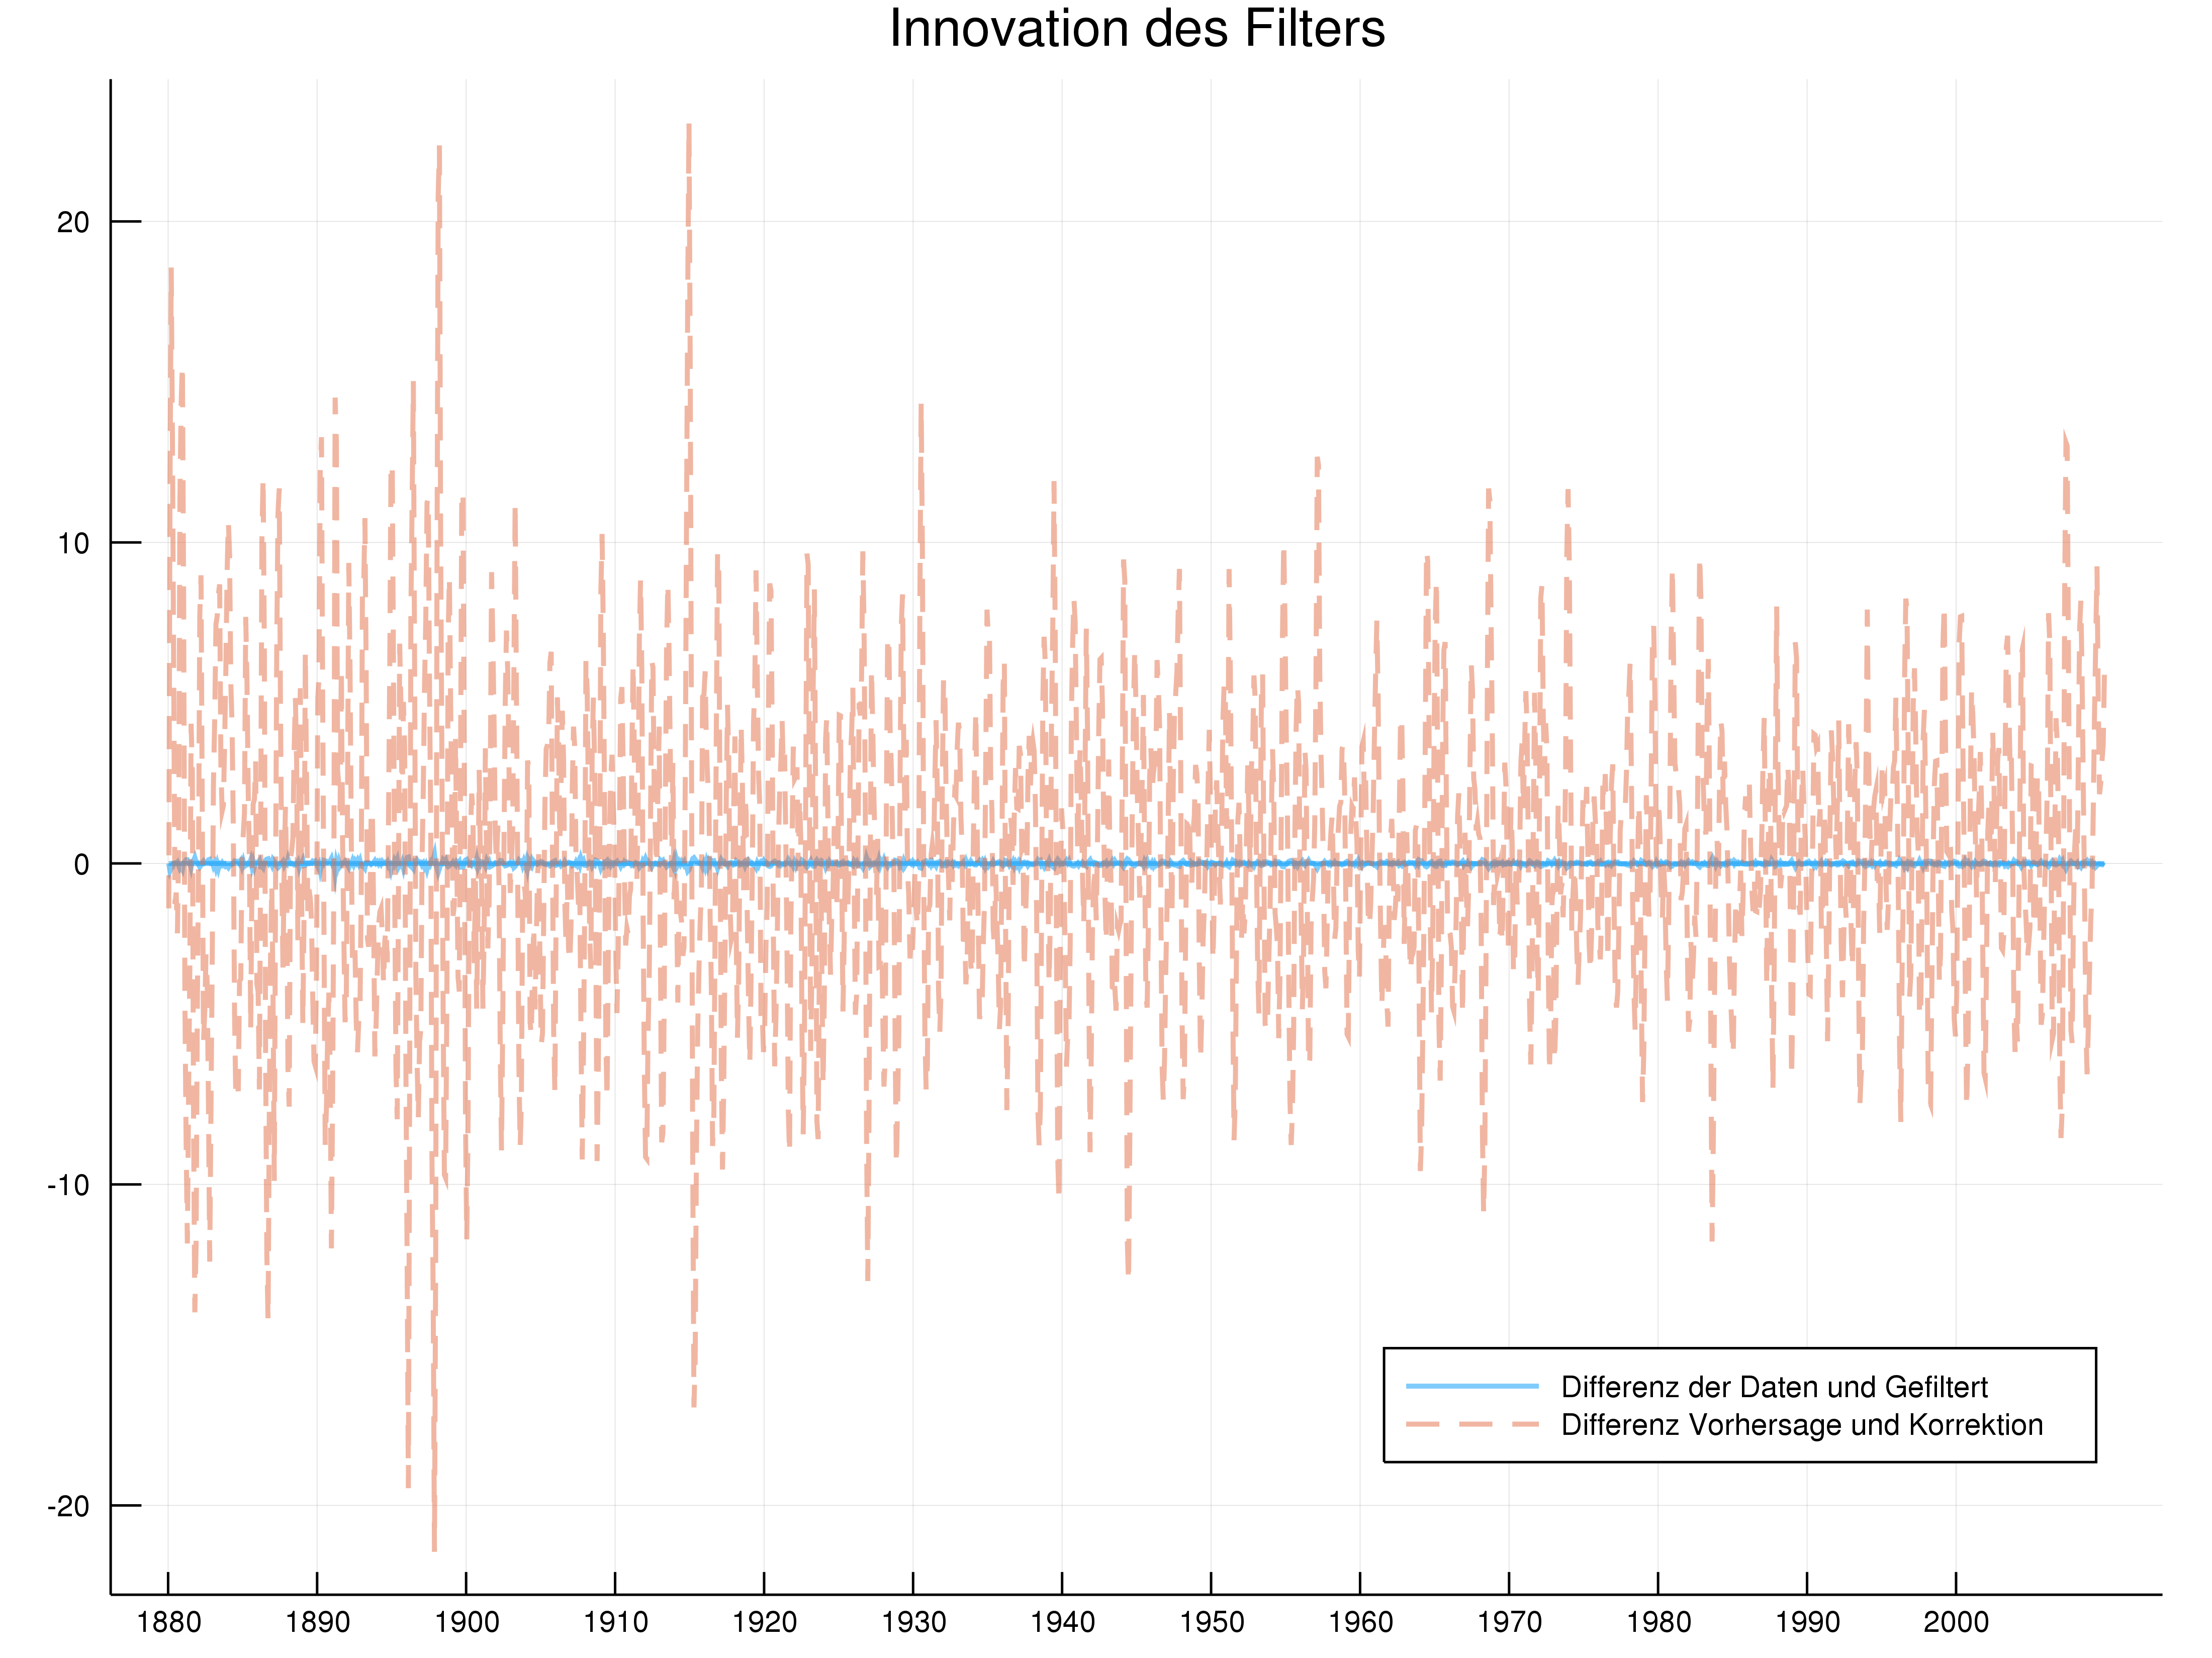 Innovation des Filters
20
10
0
-10
-20
Differenz der Daten und Gefiltert
Differenz Vorhersage und Korrektion
1880 1890 1900 1910 1920 1930 1940 1950 1960 1970 1980 1990 2000